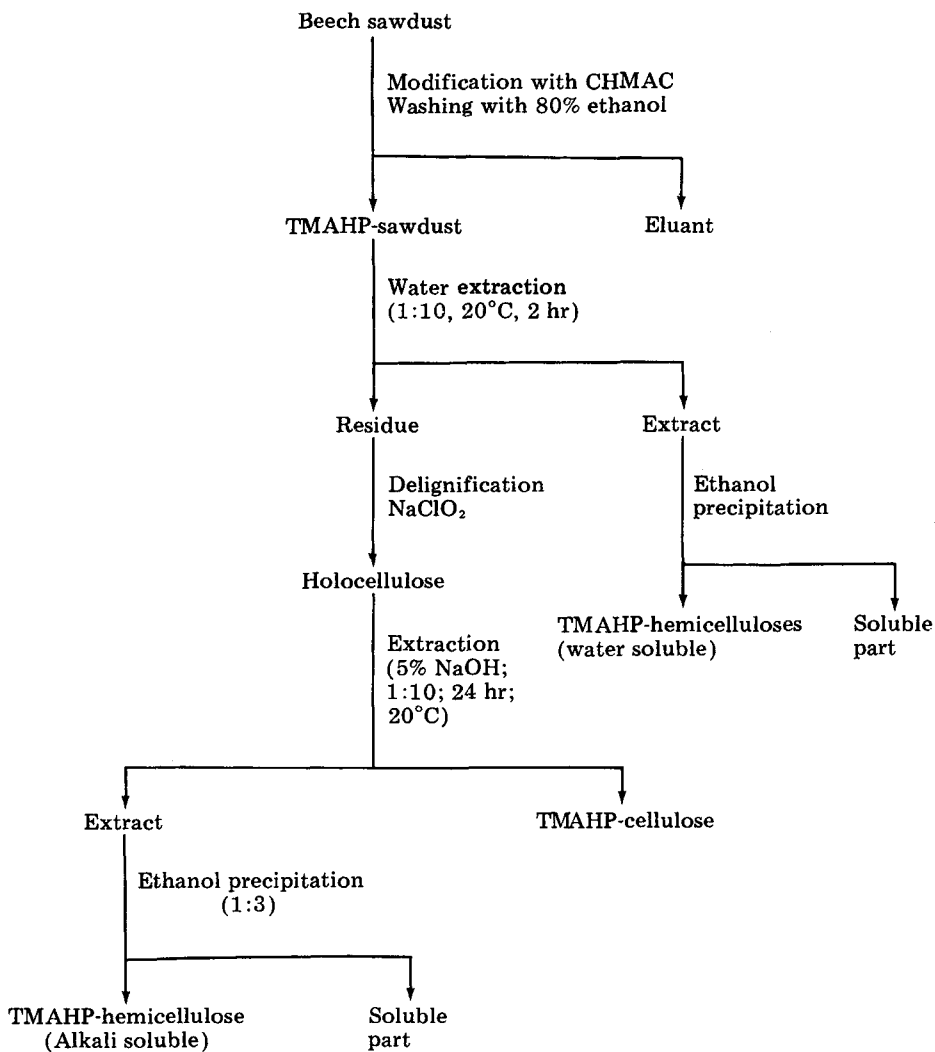 Beech sawdust
Modification with CHMAC
Washing with 80% ethanol
TMAHP-sawdust
Eluant
Water extraction
(1:10, 20°C, 2 hr)
Residue
Extract
Delignification
NaClO₂
Ethanol
precipitation
Holocellulose
TMAHP-hemicelluloses
(water soluble)
Soluble
part
Extraction
(5% NaOH;
1:10; 24 hr;
20°C)
Extract
TMAHP-cellulose
Ethanol precipitation
(1:3)
TMAHP-hemicellulose
(Alkali soluble)
Soluble
part